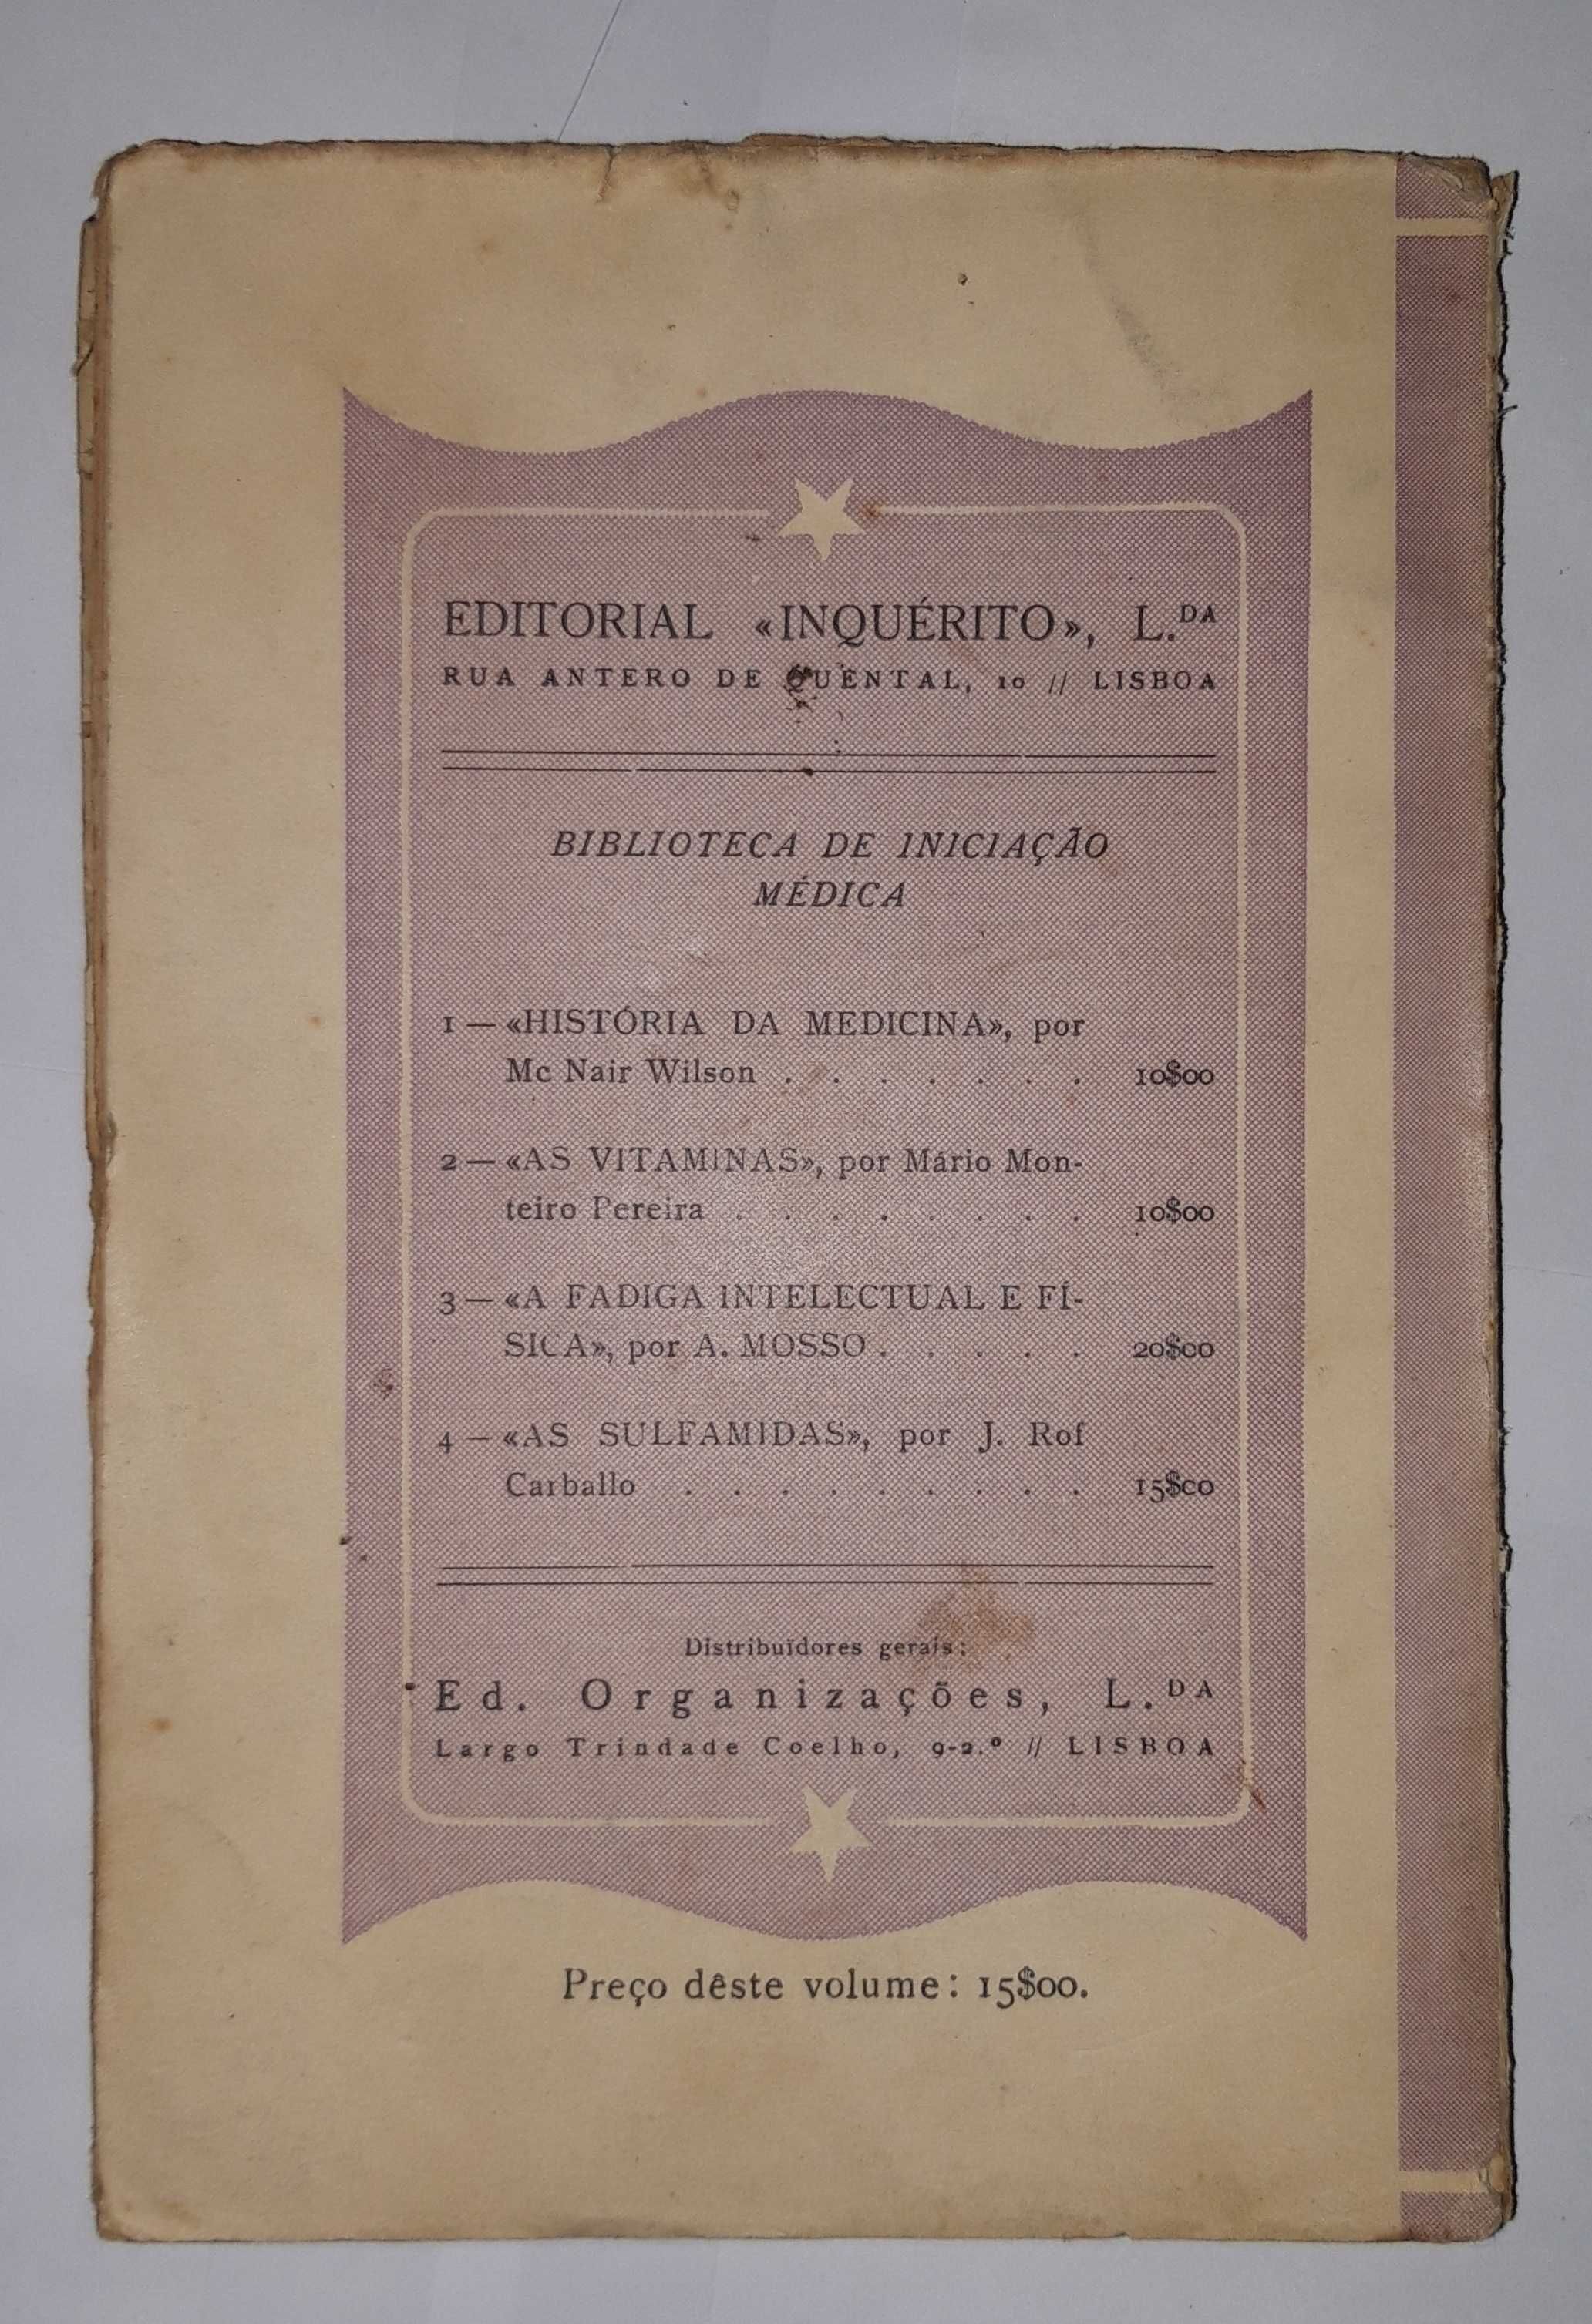 EDITORIAL «INQUÉRITO», L.DA
RUA ANTERO DE QUENTAL, 10 // LISBOA
BIBLIOTECA DE INICIAÇÃO
MÉDICA
1 — «HISTÓRIA DA MEDICINA», por
Mc Nair Wilson . . . . . . . 10$00
2 — «AS VITAMINAS», por Mário Mon-
teiro Pereira . . . . . . . . 10$00
3 — «A FADIGA INTELECTUAL E FÍ-
SICA», por A. MOSSO . . . . . 20$00
4 — «AS SULFAMIDAS», por J. Rof
Carballo . . . . . . . . . 15$00
Distribuïdores gerais:
Ed. Organizações, L.DA
Largo Trindade Coelho, 9-2.º // LISBOA
Preço dêste volume: 15$00.